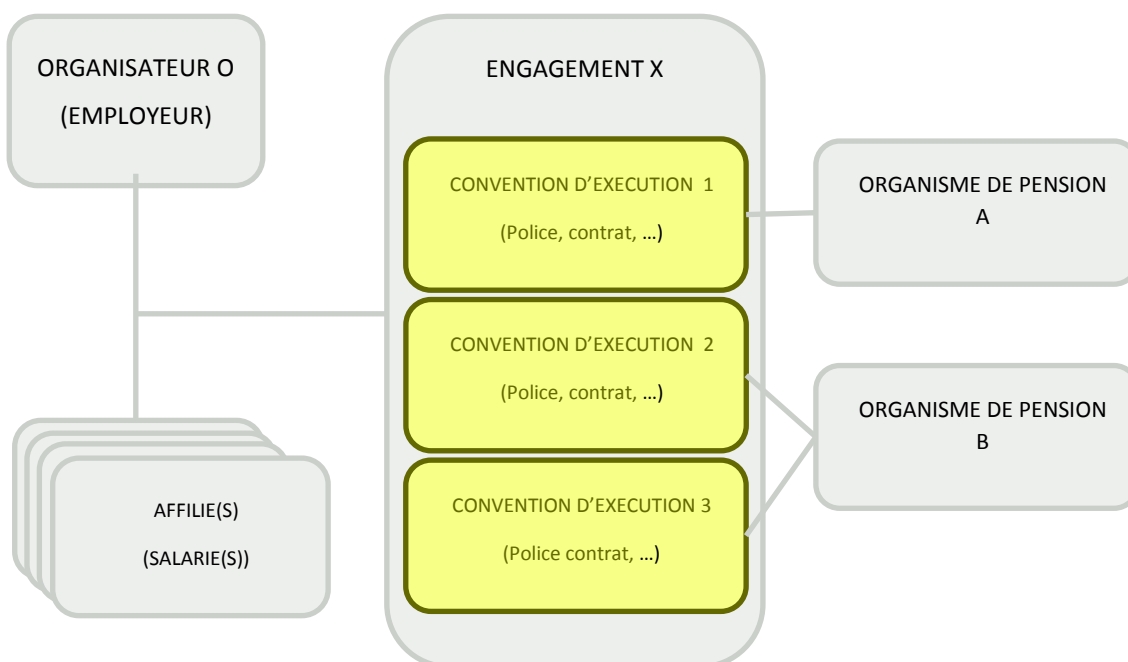 ORGANISATEUR O
(EMPLOYEUR)
ENGAGEMENT X
CONVENTION D’EXECUTION 1
(Police, contrat, …)
CONVENTION D’EXECUTION 2
(Police, contrat, …)
CONVENTION D’EXECUTION 3
(Police contrat, …)
ORGANISME DE PENSION
A
ORGANISME DE PENSION
B
AFFILIE(S)
(SALARIE(S))